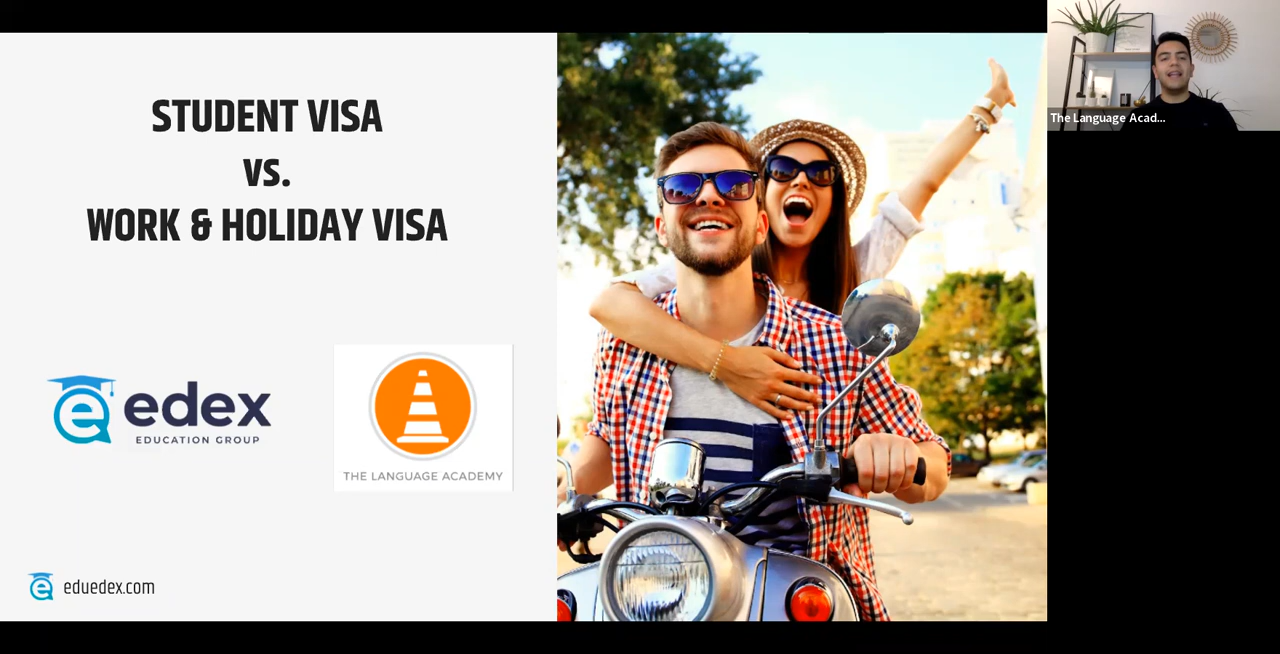 STUDENT VISA
vs.
WORK & HOLIDAY VISA
edex
EDUCATION GROUP
THE LANGUAGE ACADEMY
eduedex.com
The Language Acad...